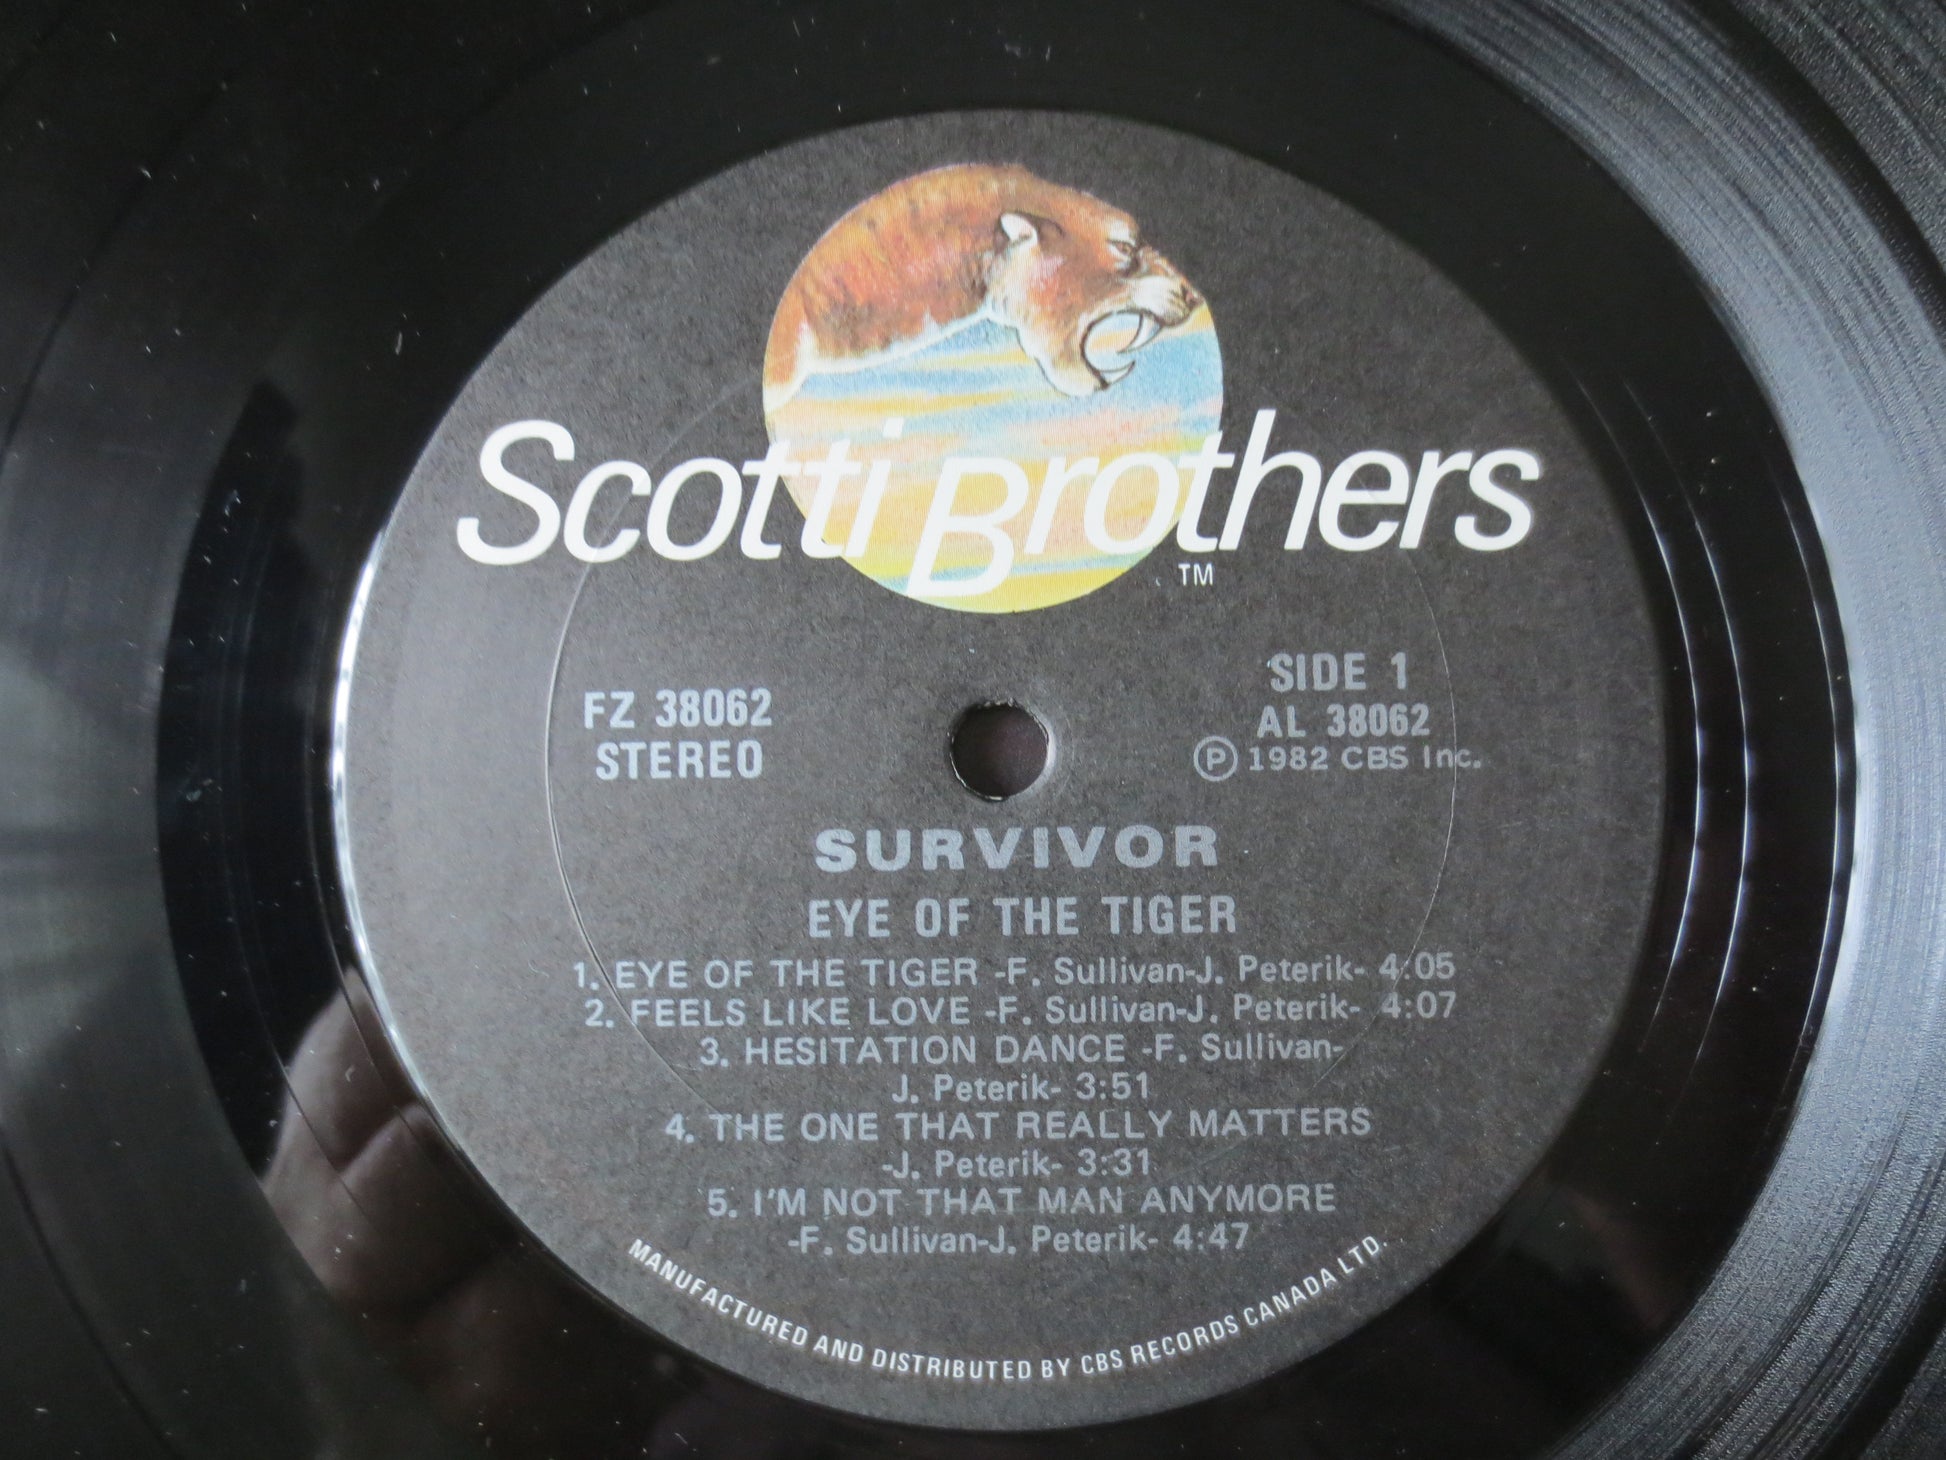 Scotti Brothers
TM
FZ 38062
STEREO
SIDE 1
AL 38062
Ⓟ 1982 CBS Inc.
SURVIVOR
EYE OF THE TIGER
1. EYE OF THE TIGER -F. Sullivan-J. Peterik- 4:05
2. FEELS LIKE LOVE -F. Sullivan-J. Peterik- 4:07
3. HESITATION DANCE -F. Sullivan-
J. Peterik- 3:51
4. THE ONE THAT REALLY MATTERS
-J. Peterik- 3:31
5. I'M NOT THAT MAN ANYMORE
-F. Sullivan-J. Peterik- 4:47
MANUFACTURED AND DISTRIBUTED BY CBS RECORDS CANADA LTD.